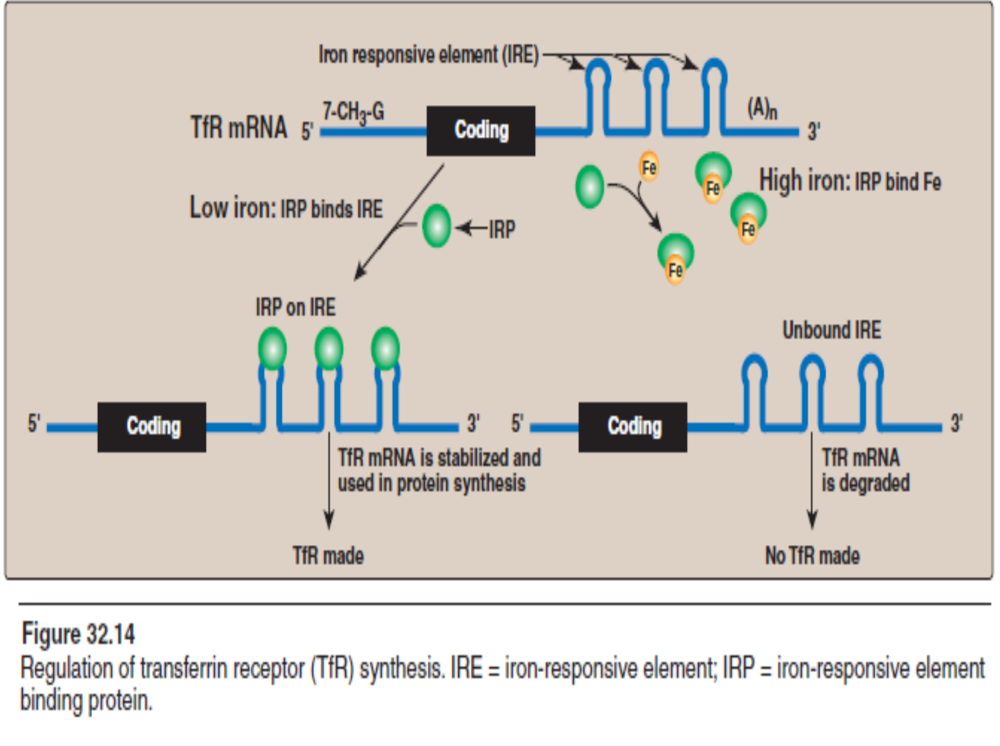 Iron responsive element (IRE)
7-CH3-G
(A)n
TfR mRNA 5' Coding 3'
Fe
Fe
High iron: IRP bind Fe
Low iron: IRP binds IRE
IRP
Fe
Fe
IRP on IRE
Unbound IRE
5' Coding 3'
5' Coding 3'
TfR mRNA is stabilized and
used in protein synthesis
TfR mRNA
is degraded
TfR made
No TfR made
Figure 32.14
Regulation of transferrin receptor (TfR) synthesis. IRE = iron-responsive element; IRP = iron-responsive element
binding protein.